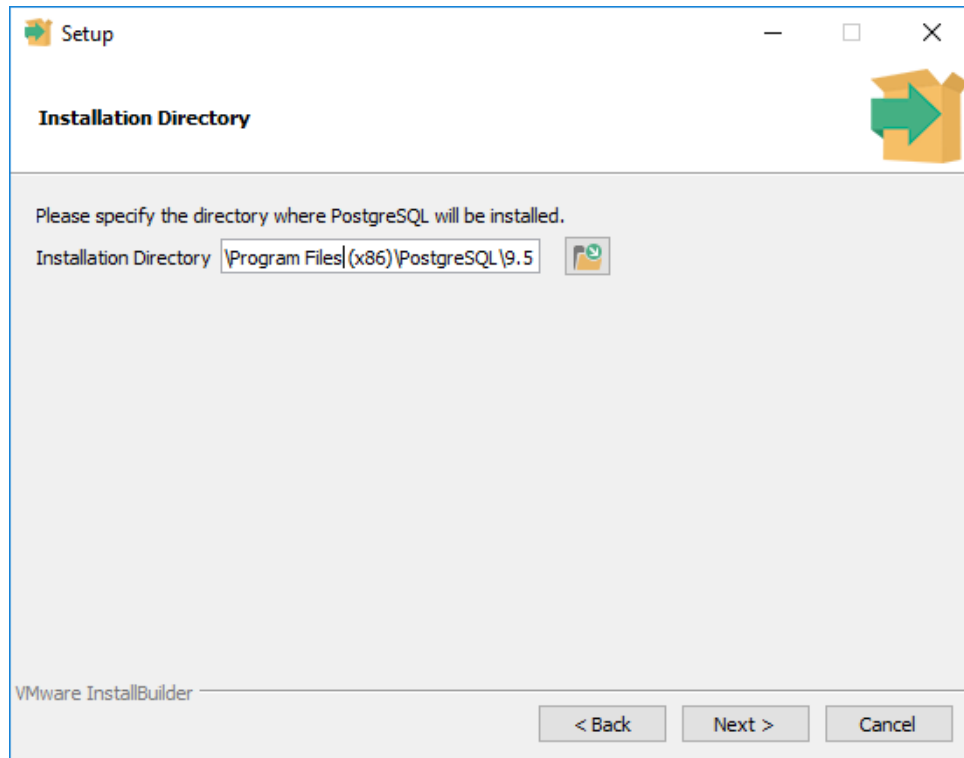 Setup
Installation Directory
Please specify the directory where PostgreSQL will be installed.
Installation Directory \Program Files (x86)\PostgreSQL\9.5
VMware InstallBuilder
< Back Next > Cancel